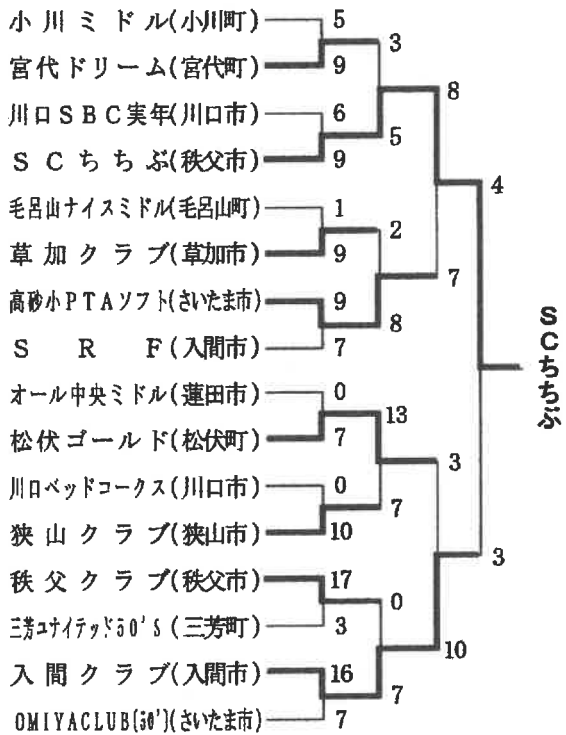 小川ミドル(小川町) 5
3
宮代ドリーム(宮代町) 9
8
川口SBC実年(川口市) 6
5
SCちちぶ(秩父市) 9
4
毛呂山ナイスミドル(毛呂山町) 1
2
草加クラブ(草加市) 9
7
高砂小PTAソフト(さいたま市) 9
8
SRF(入間市) 7
SCちちぶ
オール中央ミドル(蓮田市) 0
13
松伏ゴールド(松伏町) 7
3
川口ベッドコークス(川口市) 0
7
狭山クラブ(狭山市) 10
3
秩父クラブ(秩父市) 17
0
三芳ユナイテッド50'S(三芳町) 3
10
入間クラブ(入間市) 16
7
OMIYACLUB(50')(さいたま市) 7